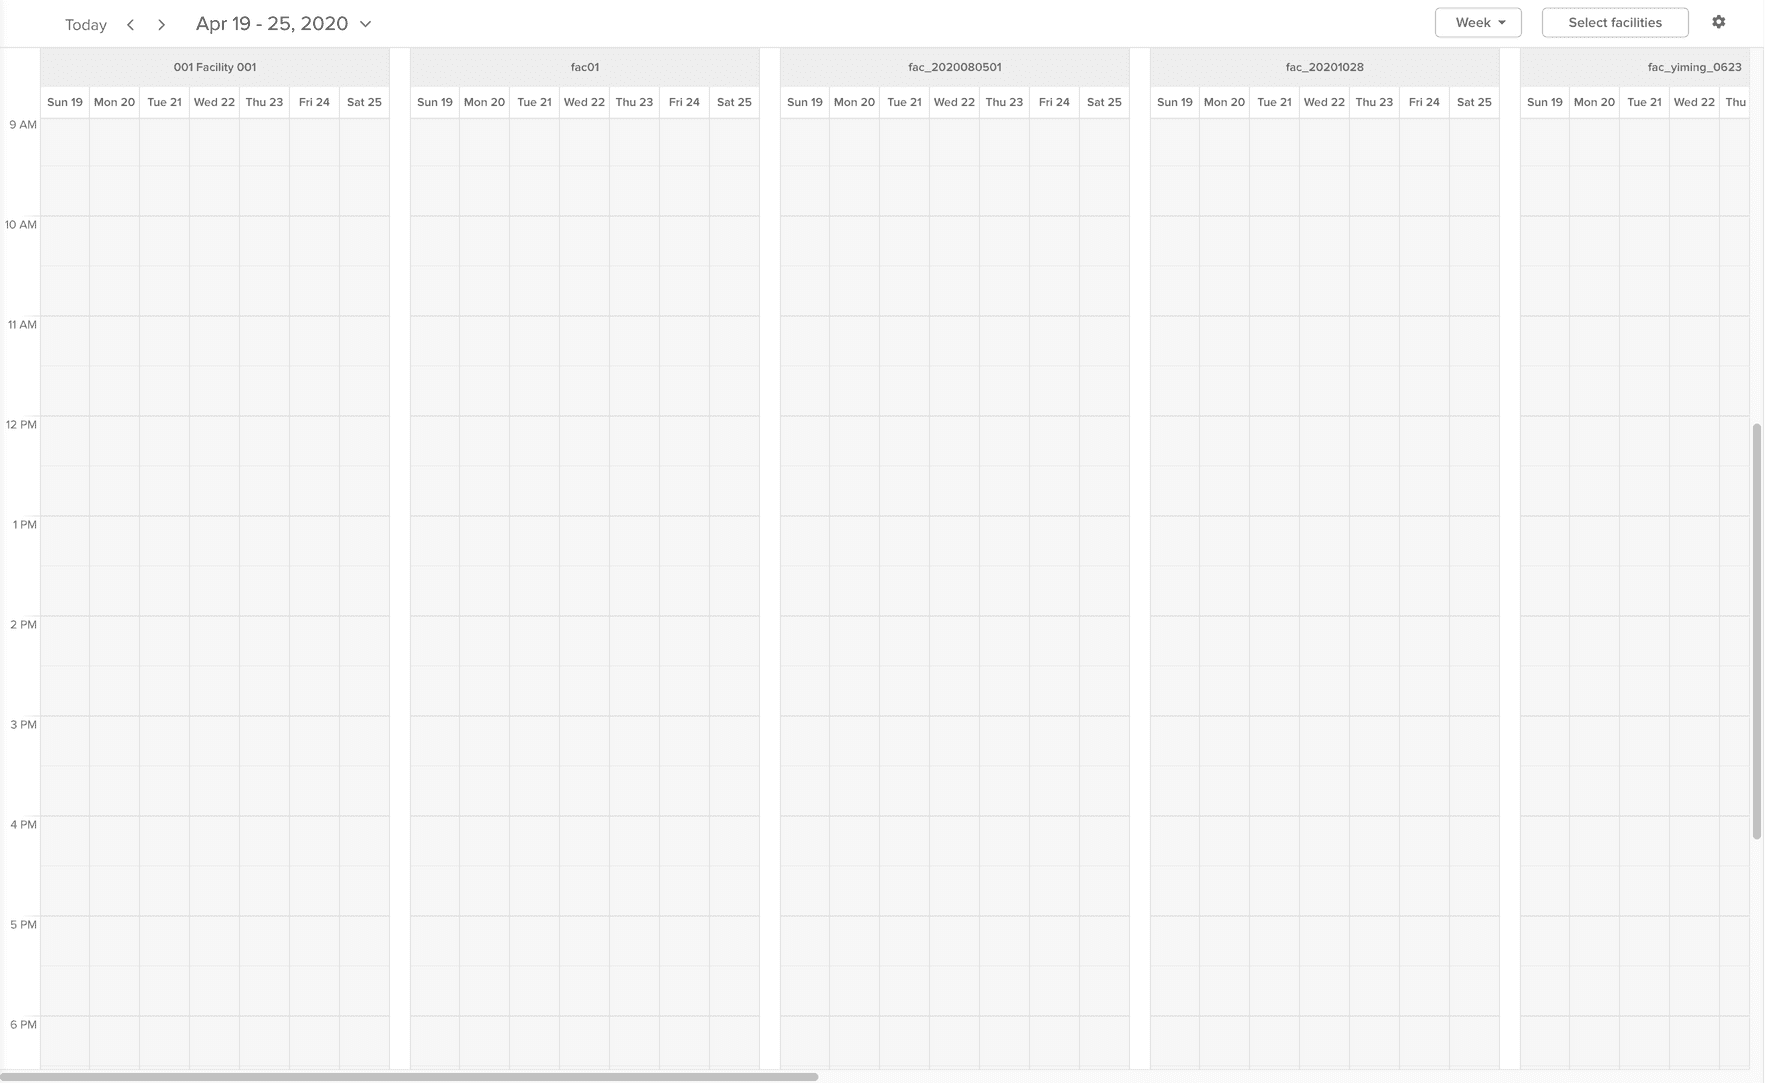 Today Apr 19 - 25, 2020 Week Select facilities
001 Facility 001 fac01 fac_2020080501 fac_20201028 fac_yiming_0623
Sun 19 Mon 20 Tue 21 Wed 22 Thu 23 Fri 24 Sat 25 Sun 19 Mon 20 Tue 21 Wed 22 Thu 23 Fri 24 Sat 25 Sun 19 Mon 20 Tue 21 Wed 22 Thu 23 Fri 24 Sat 25 Sun 19 Mon 20 Tue 21 Wed 22 Thu 23 Fri 24 Sat 25 Sun 19 Mon 20 Tue 21 Wed 22 Thu
9 AM
10 AM
11 AM
12 PM
1 PM
2 PM
3 PM
4 PM
5 PM
6 PM